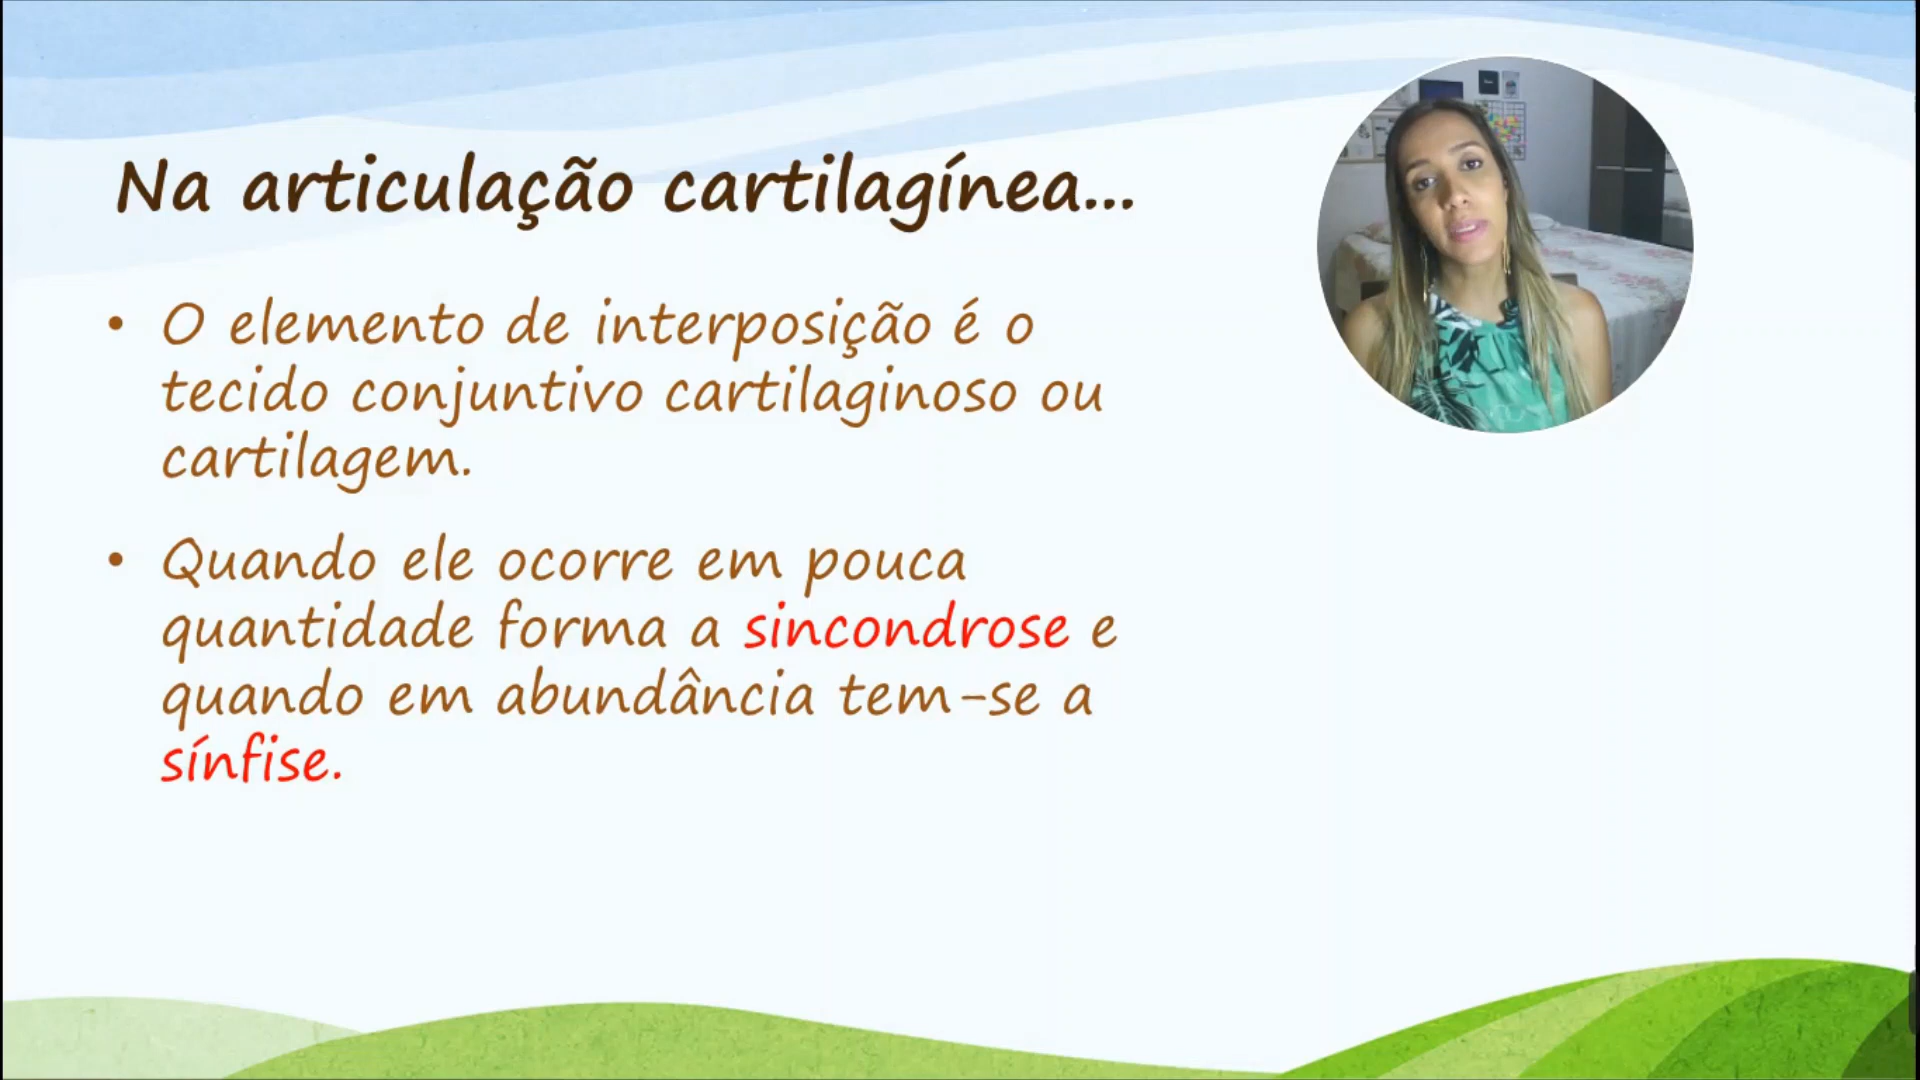 Na articulação cartilagínea...
• O elemento de interposição é o
tecido conjuntivo cartilaginoso ou
cartilagem.
• Quando ele ocorre em pouca
quantidade forma a sincondrose e
quando em abundância tem-se a
sínfise.